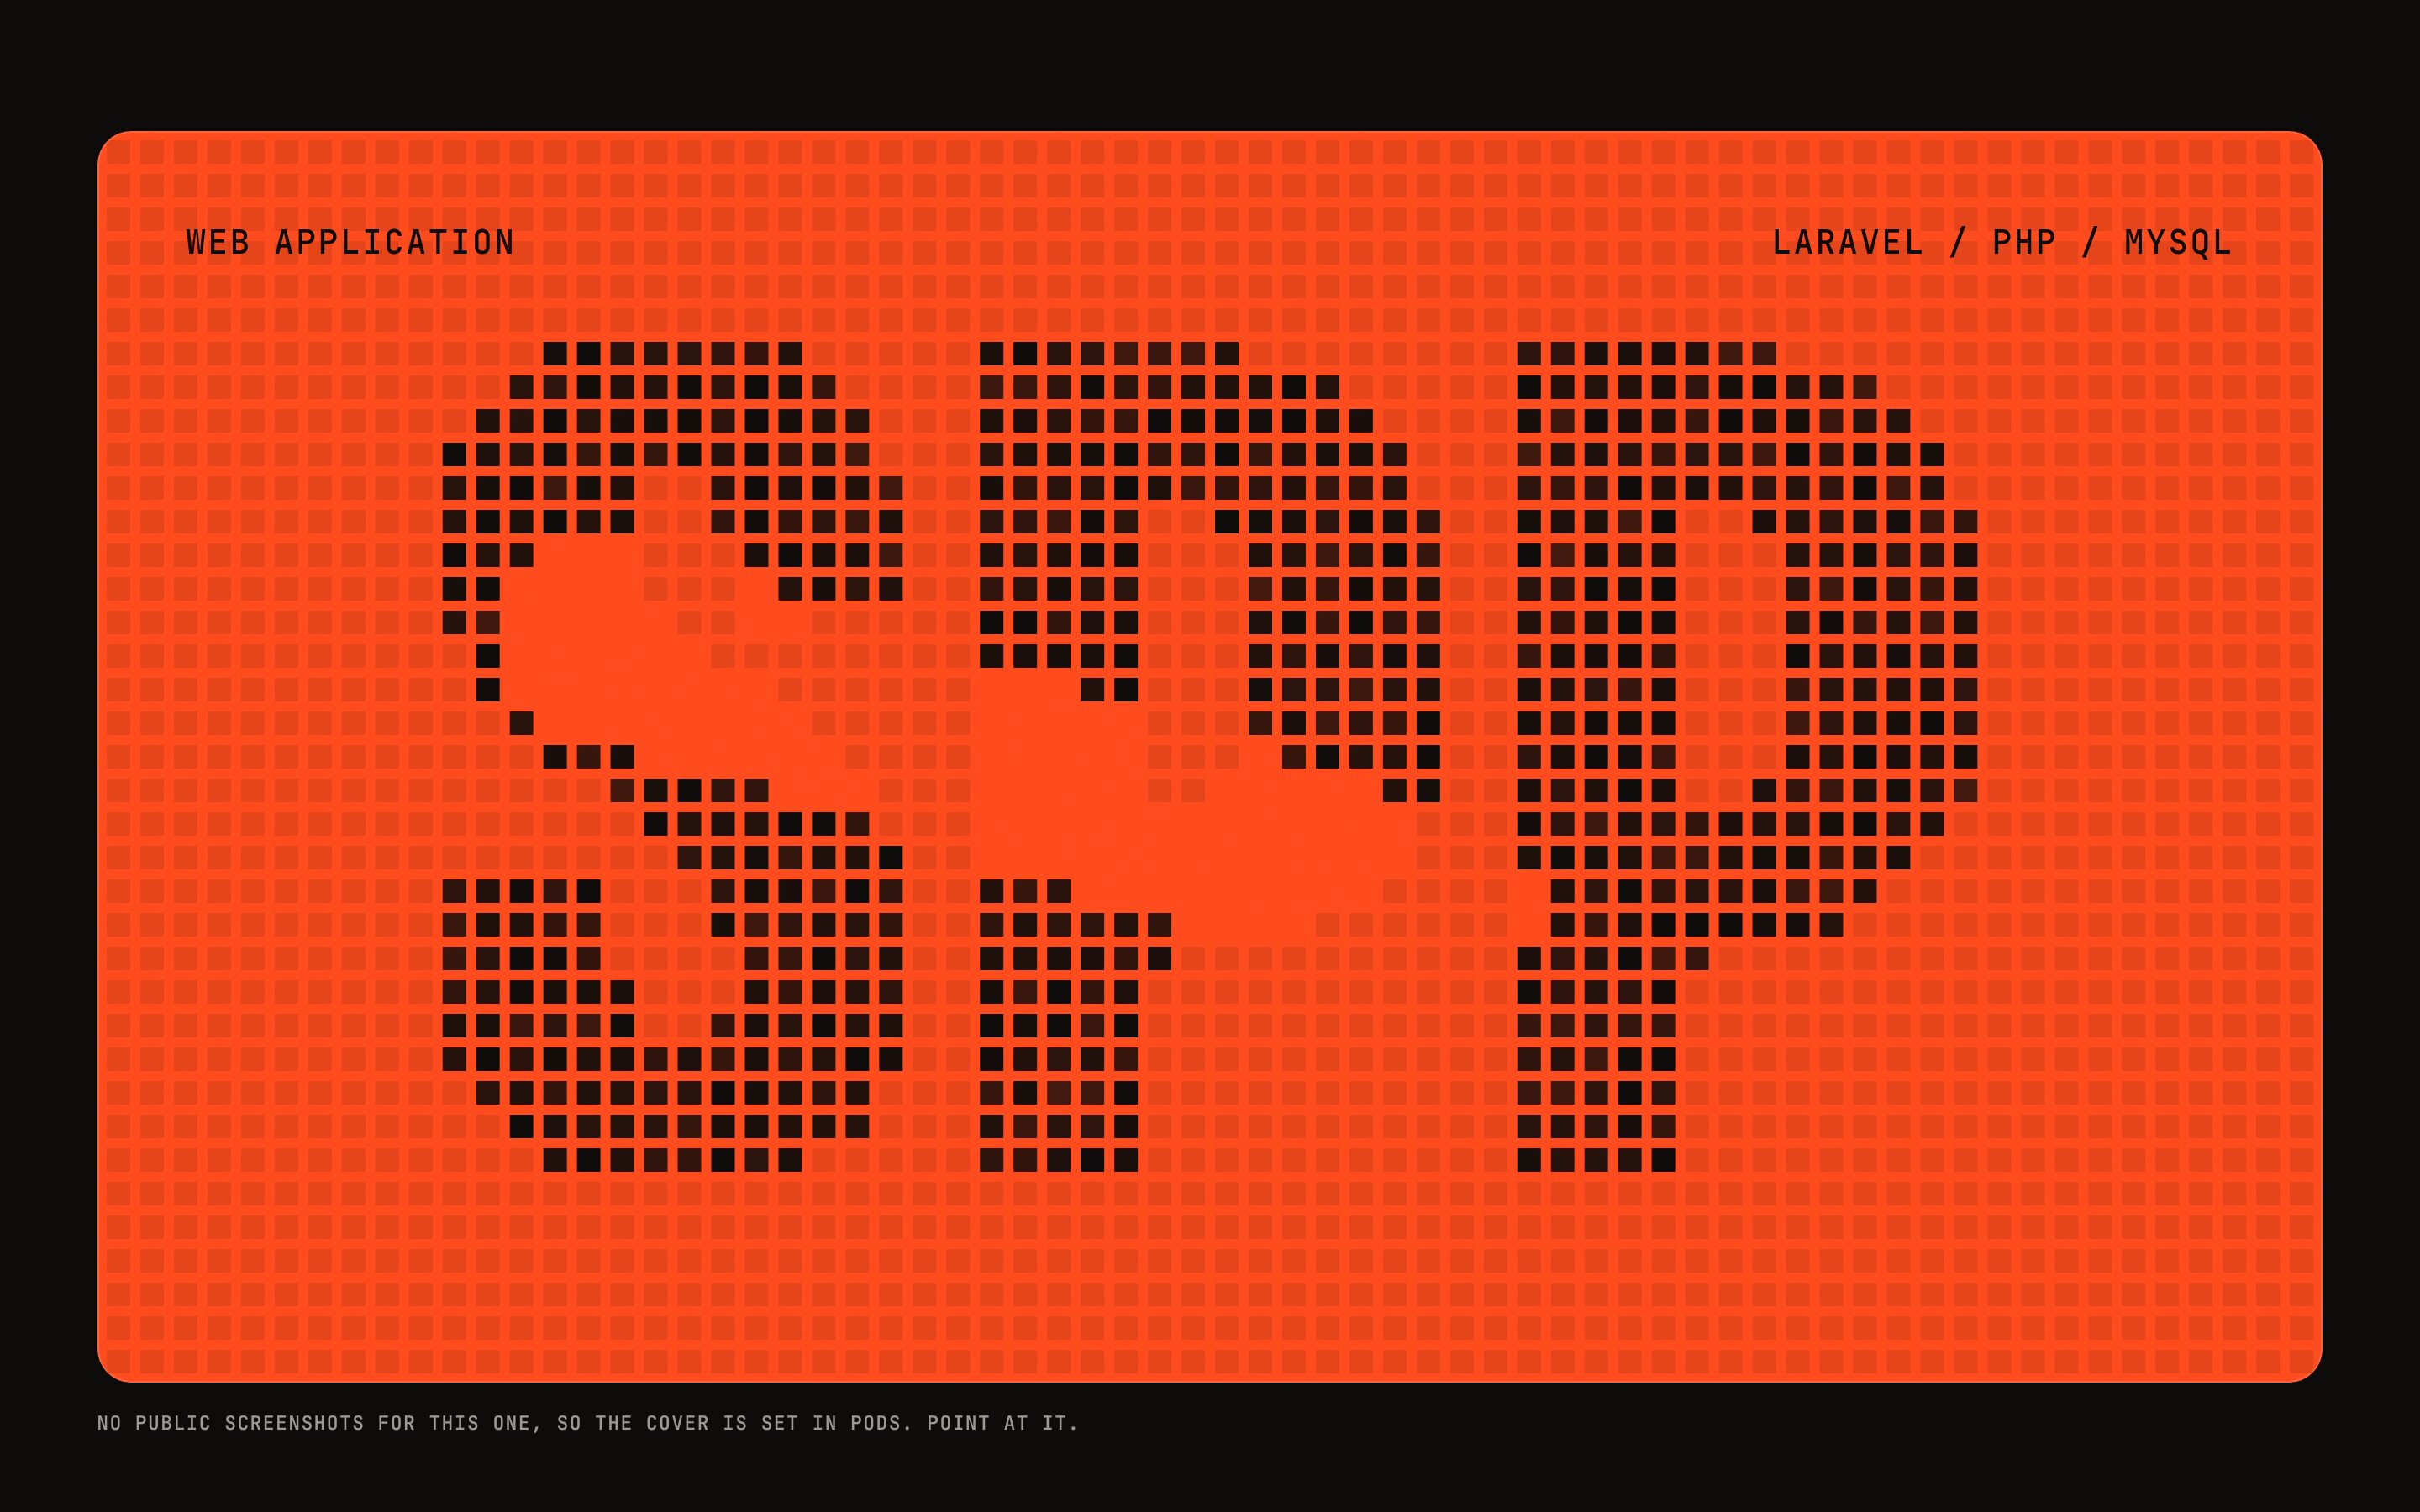 WEB APPLICATION
LARAVEL / PHP / MYSQL
SPP
NO PUBLIC SCREENSHOTS FOR THIS ONE, SO THE COVER IS SET IN PODS. POINT AT IT.